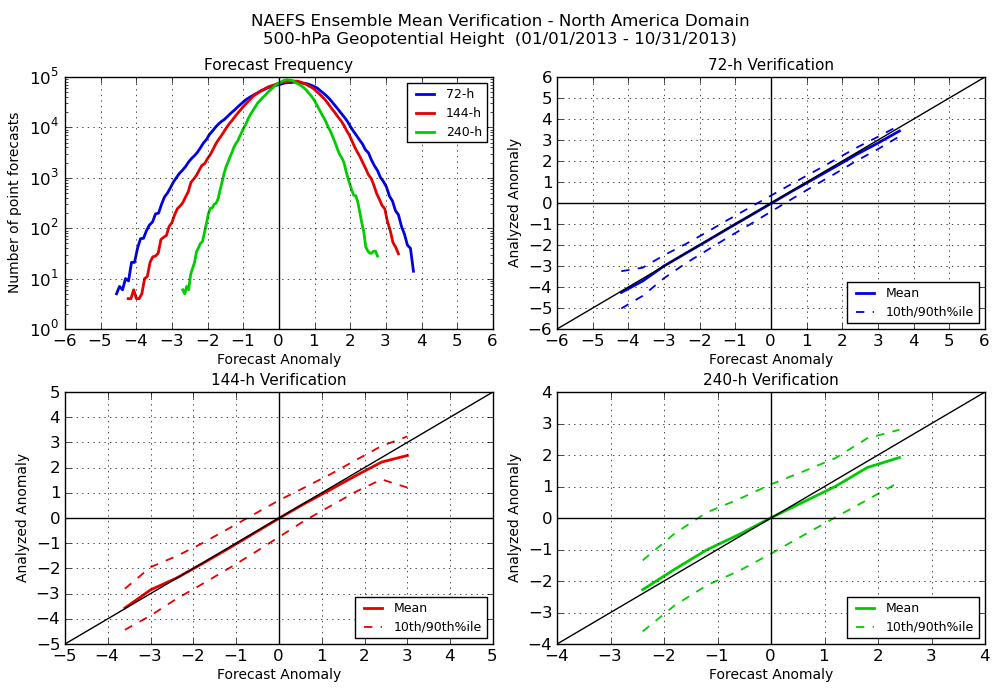 NAEFS Ensemble Mean Verification - North America Domain
500-hPa Geopotential Height (01/01/2013 - 10/31/2013)
Forecast Frequency
Number of point forecasts
10^5
10^4
10^3
10^2
10^1
10^0
72-h
144-h
240-h
−6 −5 −4 −3 −2 −1 0 1 2 3 4 5 6
Forecast Anomaly
72-h Verification
Analyzed Anomaly
6
5
4
3
2
1
0
−1
−2
−3
−4
−5
−6
Mean
10th/90th%ile
−6 −5 −4 −3 −2 −1 0 1 2 3 4 5 6
Forecast Anomaly
144-h Verification
Analyzed Anomaly
5
4
3
2
1
0
−1
−2
−3
−4
−5
Mean
10th/90th%ile
−5 −4 −3 −2 −1 0 1 2 3 4 5
Forecast Anomaly
240-h Verification
Analyzed Anomaly
4
3
2
1
0
−1
−2
−3
−4
Mean
10th/90th%ile
−4 −3 −2 −1 0 1 2 3 4
Forecast Anomaly